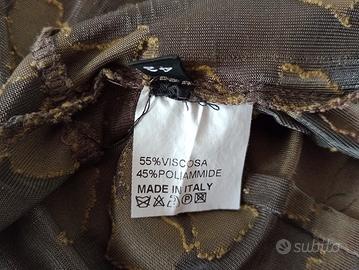 55%VISCOSA
45%POLIAMMIDE
MADE IN ITALY
subito